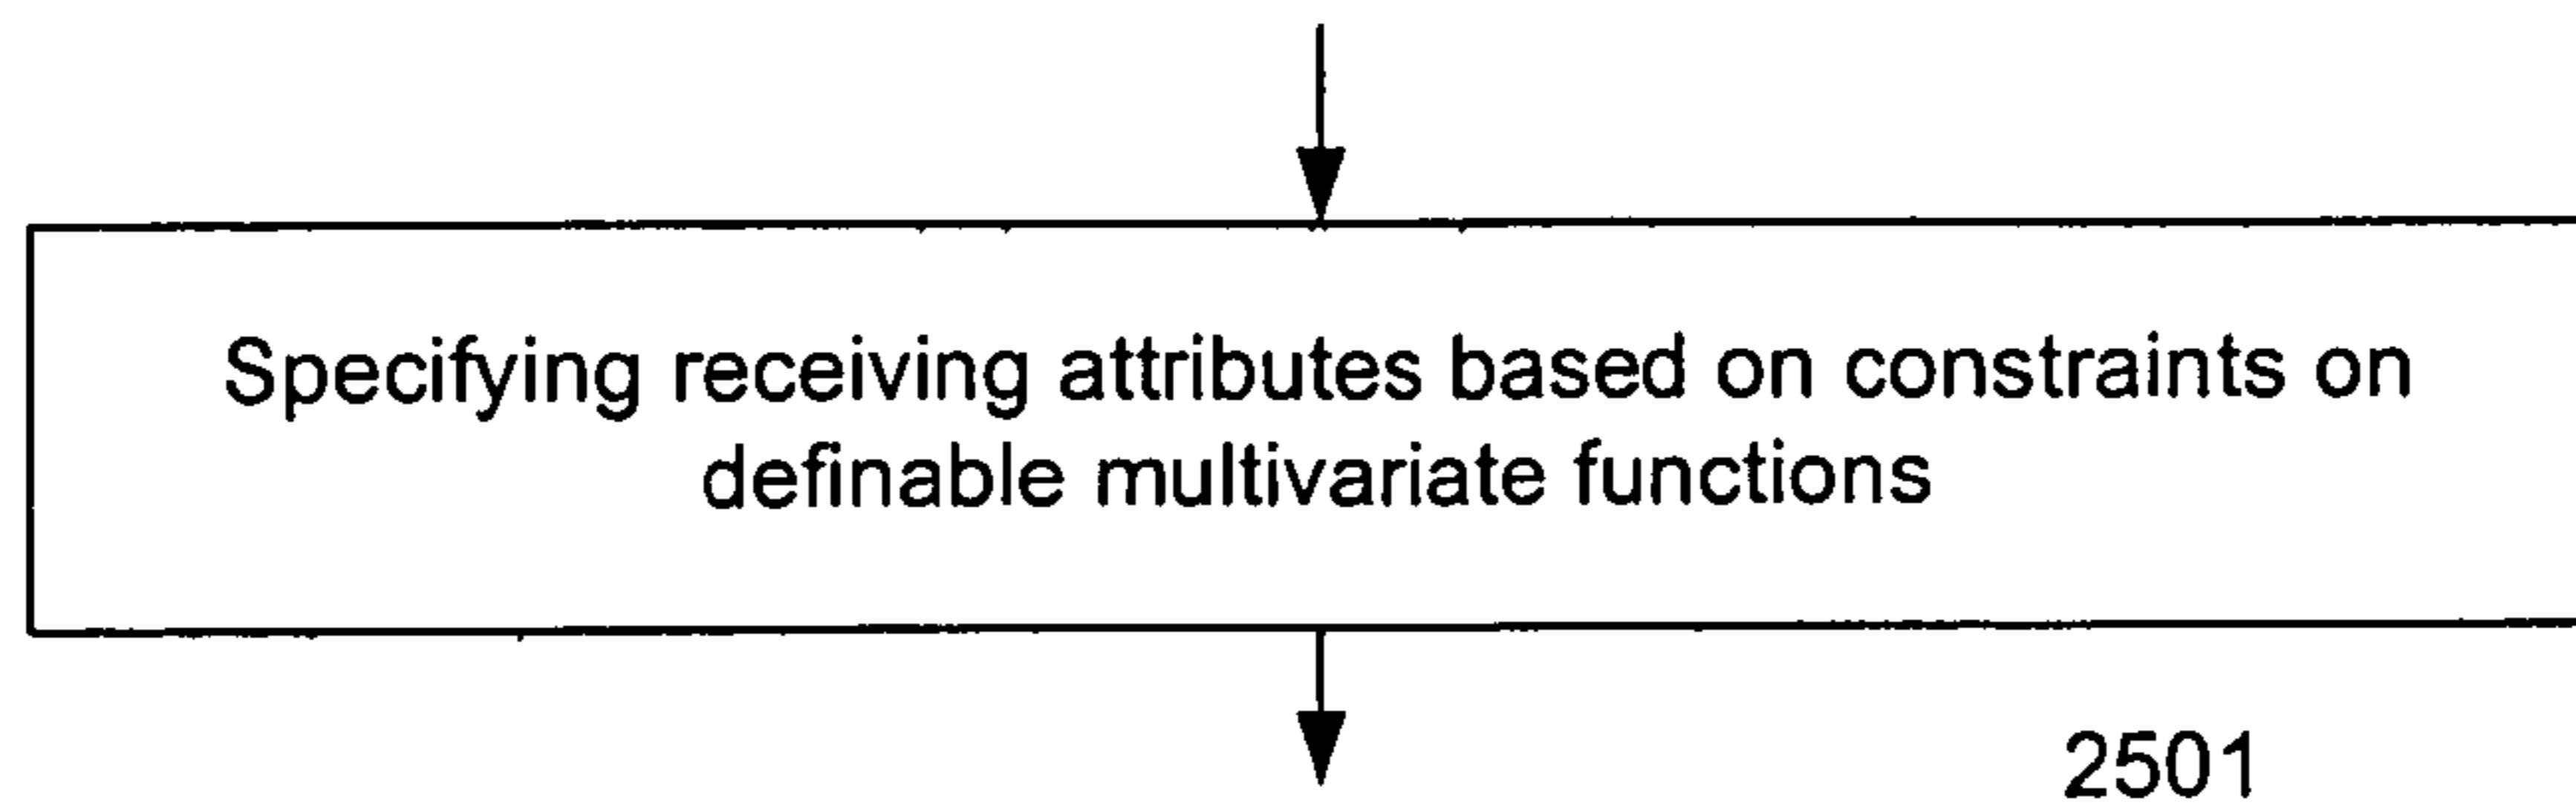 Specifying receiving attributes based on constraints on
definable multivariate functions
2501